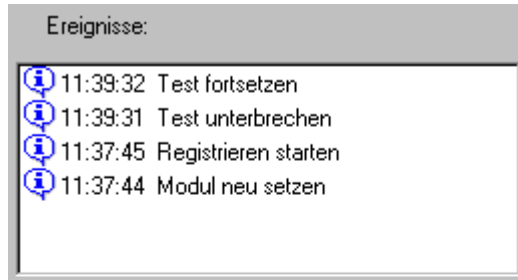 Ereignisse:
11:39:32 Test fortsetzen
11:39:31 Test unterbrechen
11:37:45 Registrieren starten
11:37:44 Modul neu setzen